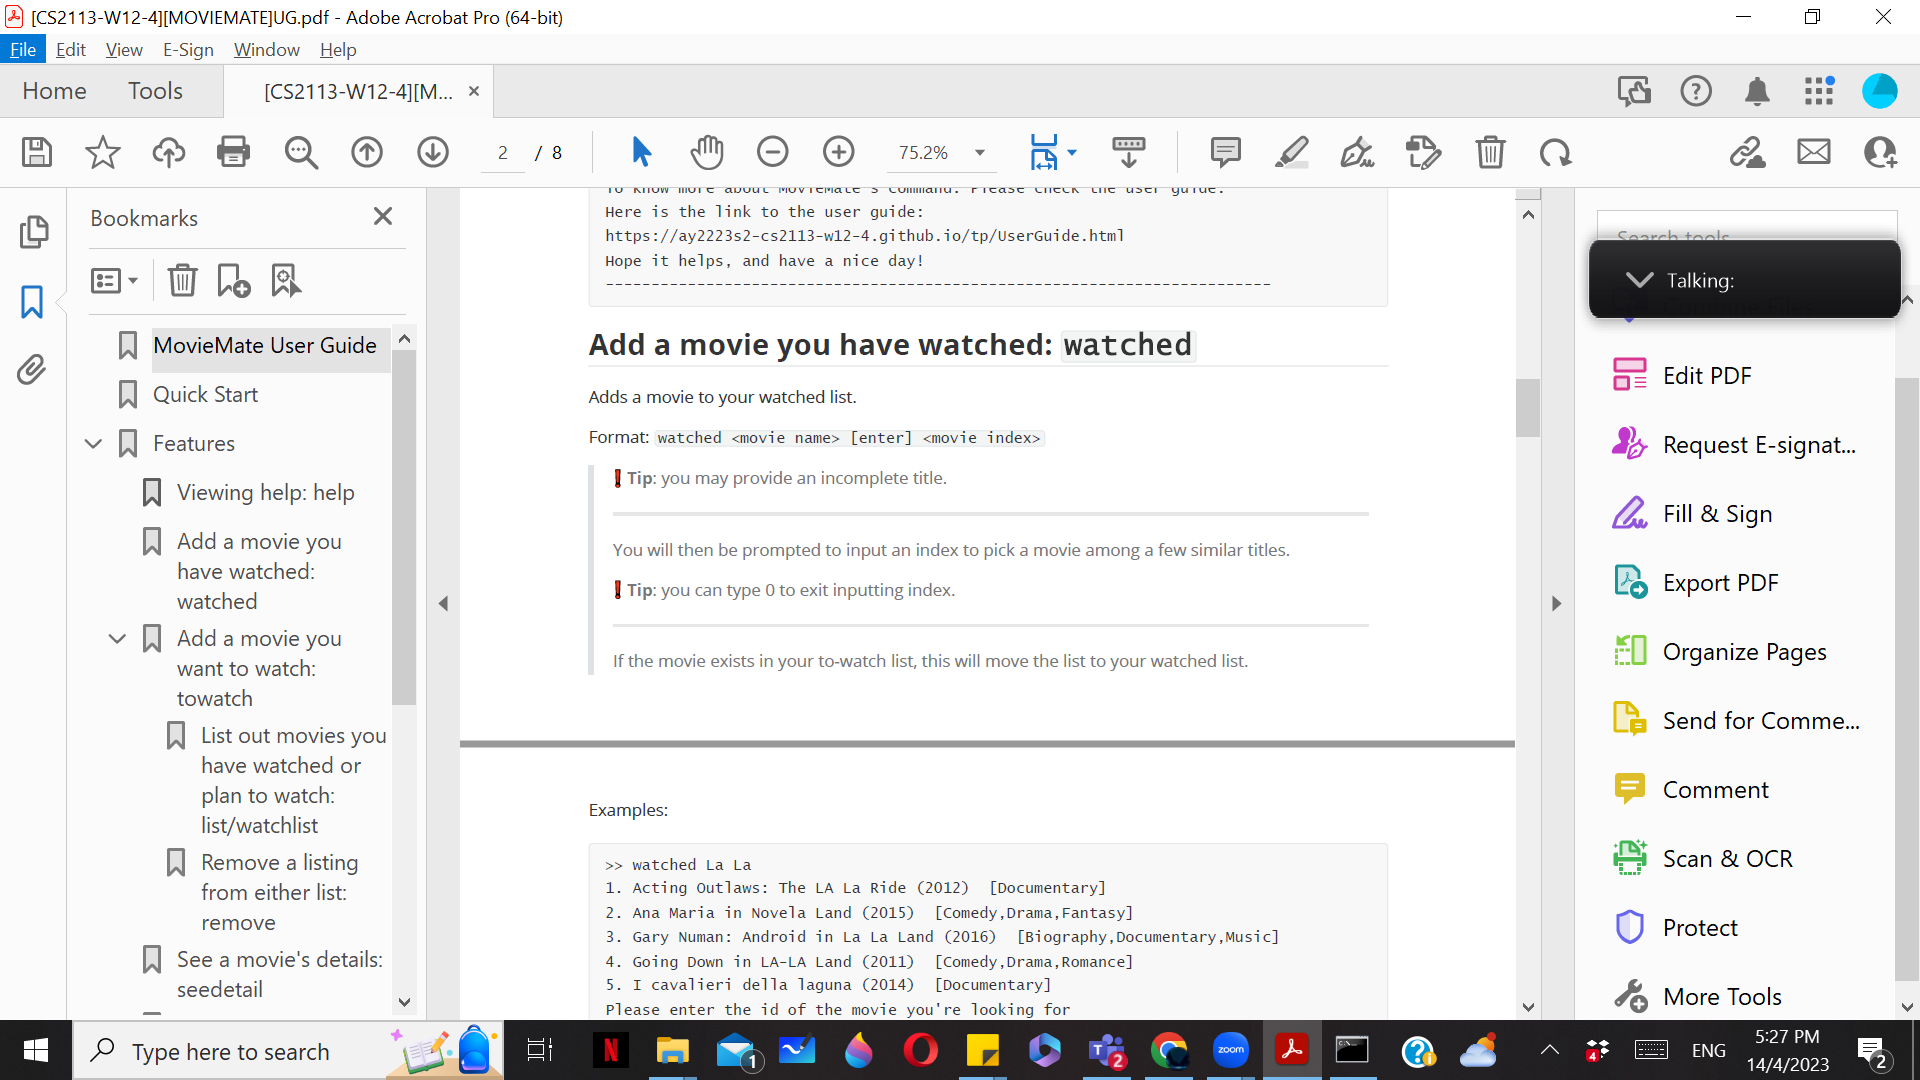 [CS2113-W12-4][MOVIEMATE]UG.pdf - Adobe Acrobat Pro (64-bit)
File Edit View E-Sign Window Help
Home Tools [CS2113-W12-4][M... ×
2 / 8 75.2%
Bookmarks
MovieMate User Guide
Quick Start
Features
Viewing help: help
Add a movie you
have watched:
watched
Add a movie you
want to watch:
towatch
List out movies you
have watched or
plan to watch:
list/watchlist
Remove a listing
from either list:
remove
See a movie's details:
seedetail
To know more about MovieMate's command. Please check the user guide.
Here is the link to the user guide:
https://ay2223s2-cs2113-w12-4.github.io/tp/UserGuide.html
Hope it helps, and have a nice day!
-------------------------------------------------------------------------
Add a movie you have watched: watched
Adds a movie to your watched list.
Format: watched <movie name> [enter] <movie index>
❗Tip: you may provide an incomplete title.
You will then be prompted to input an index to pick a movie among a few similar titles.
❗Tip: you can type 0 to exit inputting index.
If the movie exists in your to-watch list, this will move the list to your watched list.
Examples:
>> watched La La
1. Acting Outlaws: The LA La Ride (2012)  [Documentary]
2. Ana Maria in Novela Land (2015)  [Comedy,Drama,Fantasy]
3. Gary Numan: Android in La La Land (2016)  [Biography,Documentary,Music]
4. Going Down in LA-LA Land (2011)  [Comedy,Drama,Romance]
5. I cavalieri della laguna (2014)  [Documentary]
Please enter the id of the movie you're looking for
Search tools
Talking:
Edit PDF
Request E-signat...
Fill & Sign
Export PDF
Organize Pages
Send for Comme...
Comment
Scan & OCR
Protect
More Tools
Type here to search
N
1
2
zoom
4
ENG
5:27 PM
14/4/2023
2